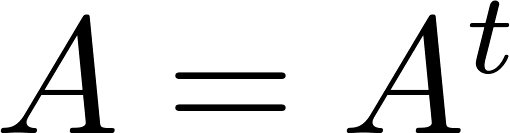 A = A^t